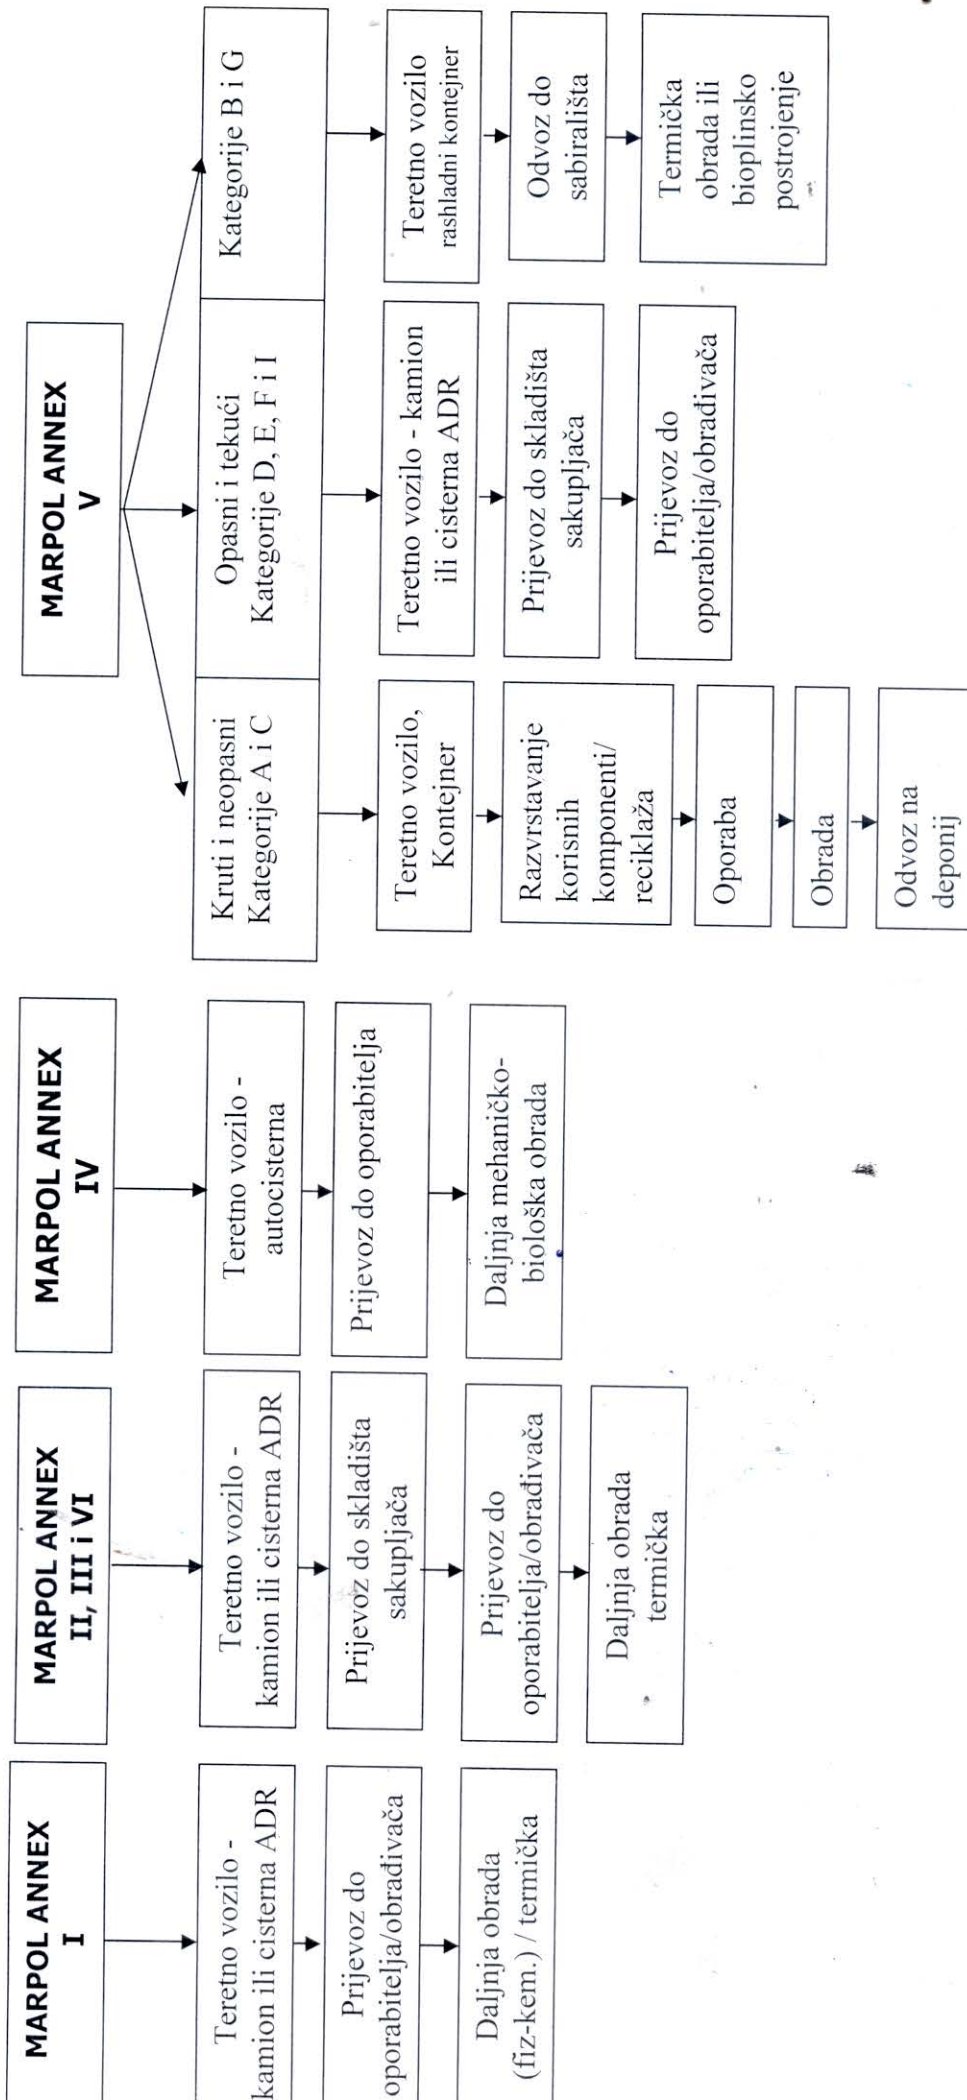 MARPOL ANNEX
I
Teretno vozilo -
kamion ili cisterna ADR
Prijevoz do
oporabitelja/obrađivača
Daljnja obrada
(fiz-kem.) / termička
MARPOL ANNEX
II, III i VI
Teretno vozilo -
kamion ili cisterna ADR
Prijevoz do skladišta
sakupljača
Prijevoz do
oporabitelja/obrađivača
Daljnja obrada
termička
MARPOL ANNEX
IV
Teretno vozilo -
autocisterna
Prijevoz do oporabitelja
Daljnja mehaničko-
biološka obrada
MARPOL ANNEX
V
Kruti i neopasni
Kategorije A i C
Teretno vozilo,
Kontejner
Razvrstavanje
korisnih
komponenti/
reciklaža
Oporaba
Obrada
Odvoz na
deponij
Opasni i tekući
Kategorije D, E, F i I
Teretno vozilo - kamion
ili cisterna ADR
Prijevoz do skladišta
sakupljača
Prijevoz do
oporabitelja/obrađivača
Kategorije B i G
Teretno vozilo
rashladni kontejner
Odvoz do
sabirališta
Termička
obrada ili
bioplinsko
postrojenje